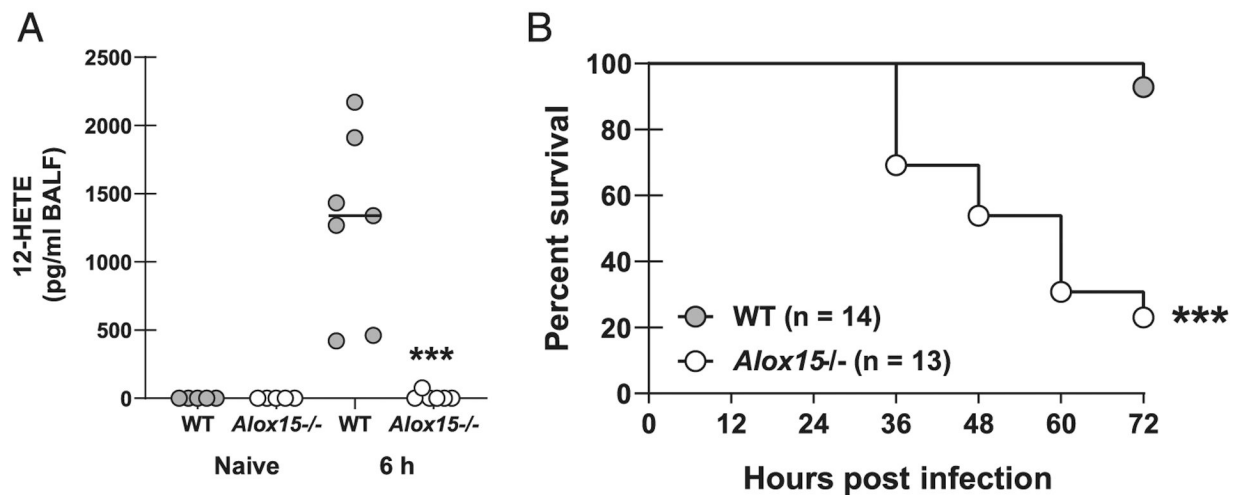 A
12-HETE
(pg/ml BALF)
2500
2000
1500
1000
500
0
***
WT Alox15-/- WT Alox15-/-
Naive 6 h
B
Percent survival
100
80
60
40
20
0
WT (n = 14)
Alox15-/- (n = 13)
***
0 12 24 36 48 60 72
Hours post infection